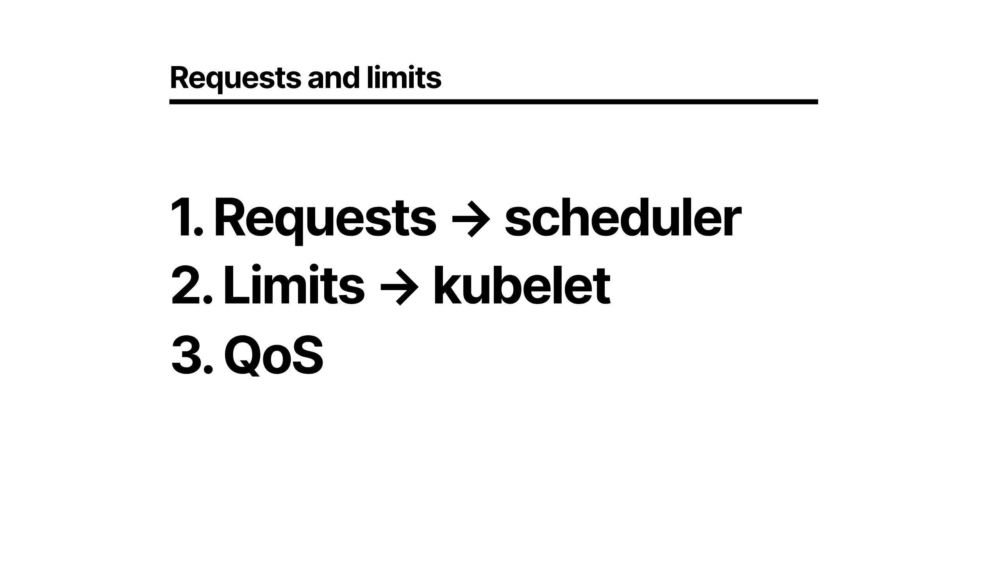 Requests and limits
1. Requests → scheduler
2. Limits → kubelet
3. QoS